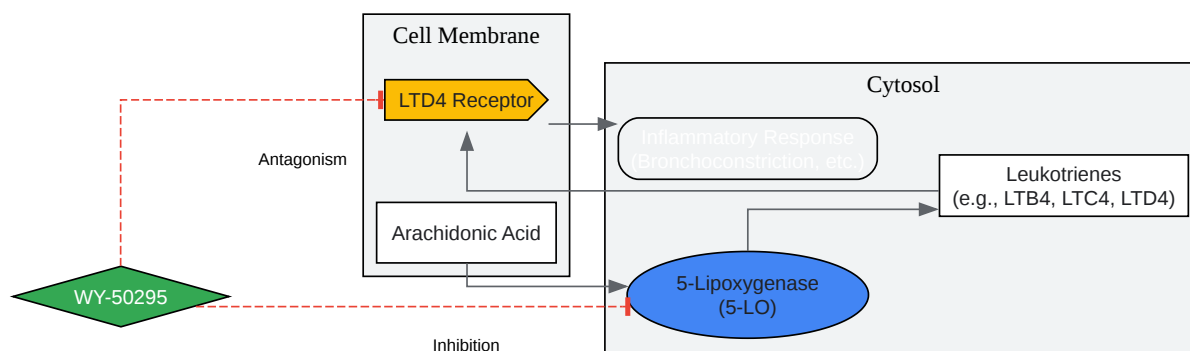 Cell Membrane
LTD4 Receptor
Cytosol
Inflammatory Response
(Bronchoconstriction, etc.)
Antagonism
Leukotrienes
(e.g., LTB4, LTC4, LTD4)
Arachidonic Acid
WY-50295
5-Lipoxygenase
(5-LO)
Inhibition